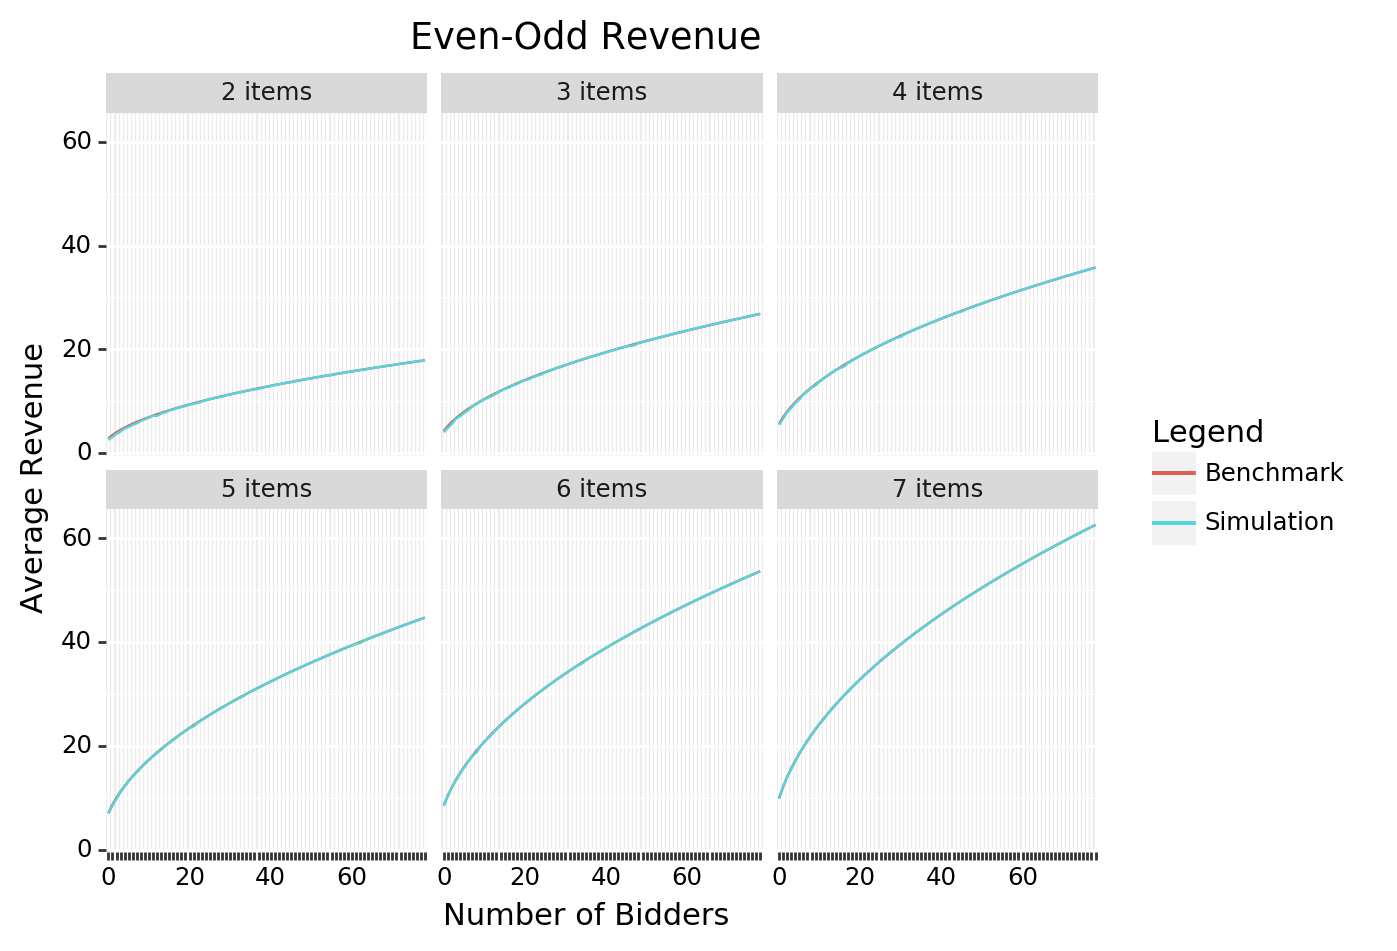 Even-Odd Revenue
2 items
3 items
4 items
60
40
20
0
5 items
6 items
7 items
60
40
20
0
0 20 40 60
0 20 40 60
0 20 40 60
Average Revenue
Number of Bidders
Legend
Benchmark
Simulation